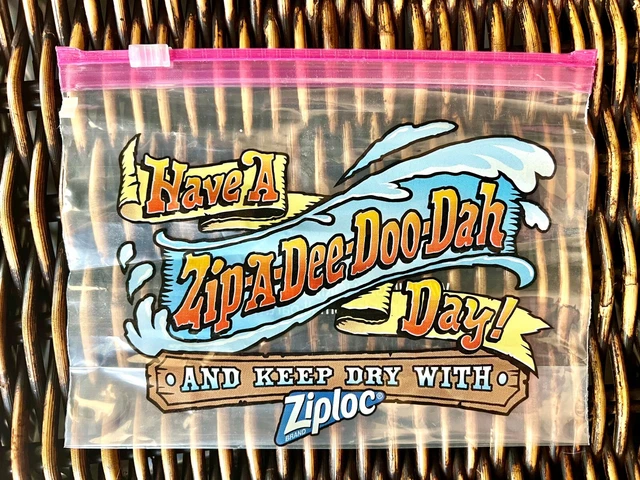 Have A
Zip-A-Dee-Doo-Dah
Day!
· AND KEEP DRY WITH ·
Ziploc®
BRAND